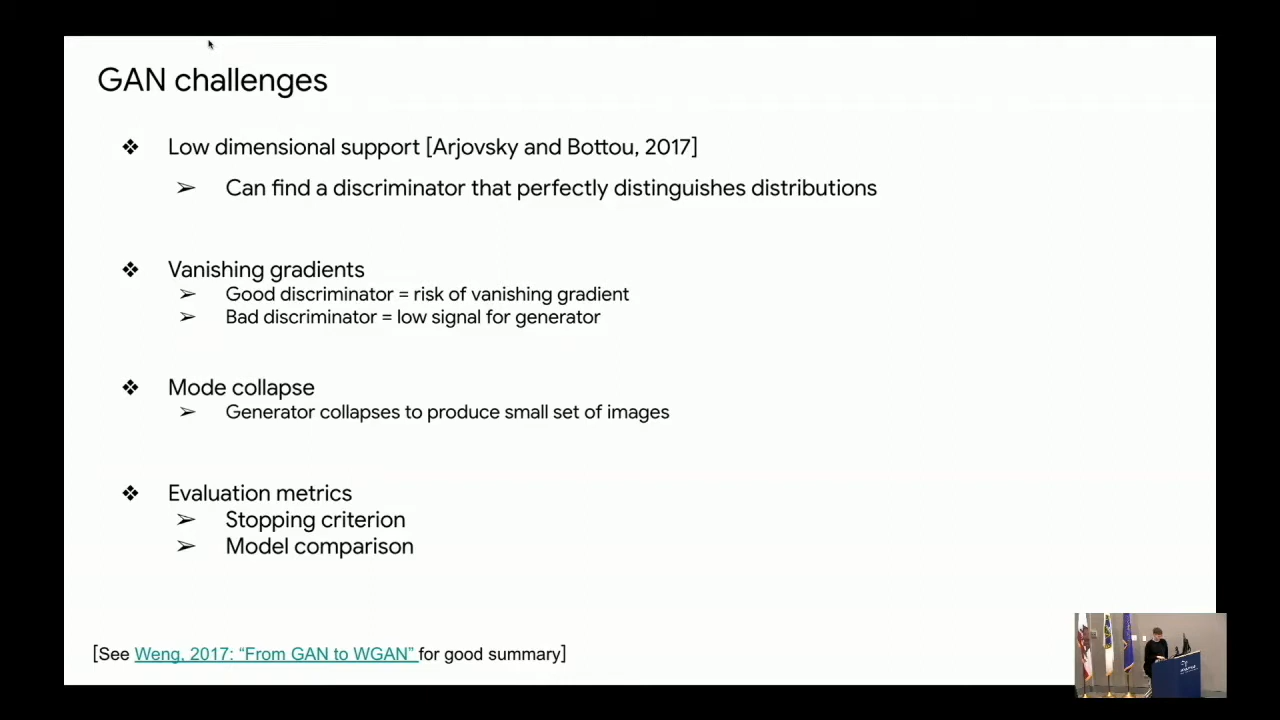 GAN challenges
❖ Low dimensional support [Arjovsky and Bottou, 2017]
➢ Can find a discriminator that perfectly distinguishes distributions
❖ Vanishing gradients
➢ Good discriminator = risk of vanishing gradient
➢ Bad discriminator = low signal for generator
❖ Mode collapse
➢ Generator collapses to produce small set of images
❖ Evaluation metrics
➢ Stopping criterion
➢ Model comparison
[See Weng, 2017: “From GAN to WGAN” for good summary]